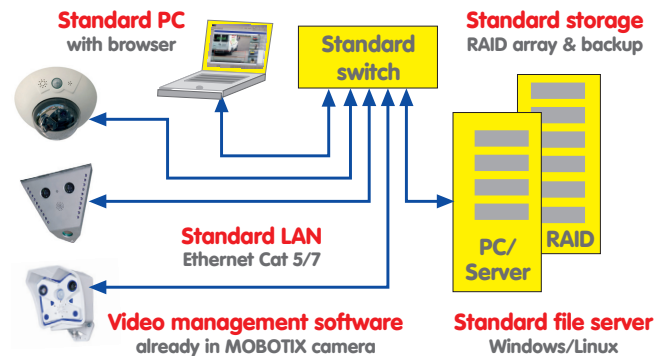 Standard PC
with browser
Standard
switch
Standard storage
RAID array & backup
PC/
Server
RAID
Standard LAN
Ethernet Cat 5/7
Video management software
already in MOBOTIX camera
Standard file server
Windows/Linux